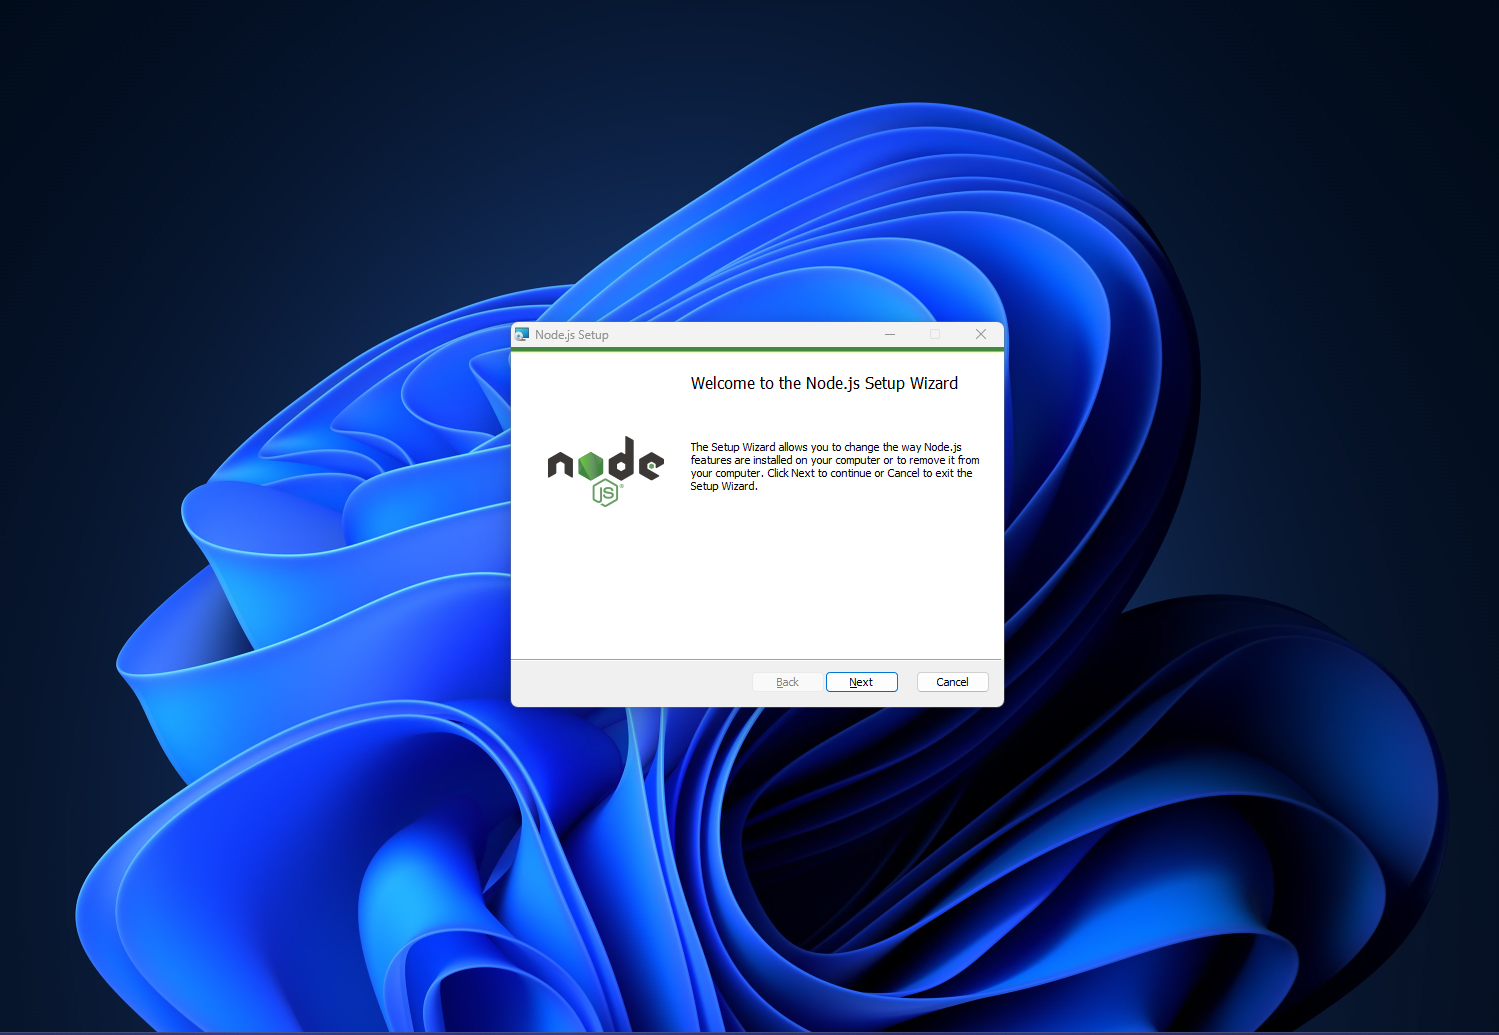 Node.js Setup
Welcome to the Node.js Setup Wizard
node
JS
The Setup Wizard allows you to change the way Node.js
features are installed on your computer or to remove it from
your computer. Click Next to continue or Cancel to exit the
Setup Wizard.
Back
Next
Cancel